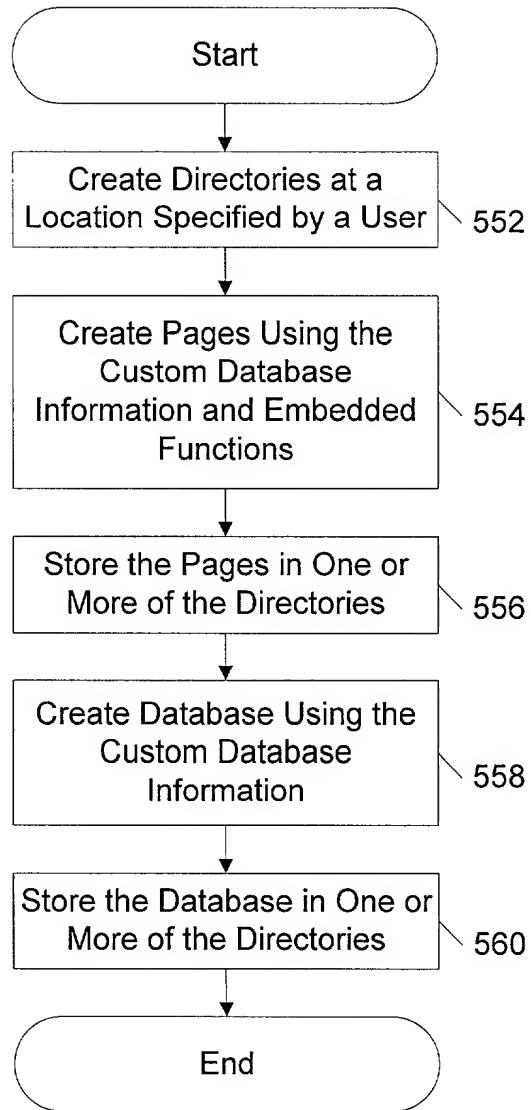 Start
Create Directories at a
Location Specified by a User
552
Create Pages Using the
Custom Database
Information and Embedded
Functions
554
Store the Pages in One or
More of the Directories
556
Create Database Using the
Custom Database
Information
558
Store the Database in One or
More of the Directories
560
End